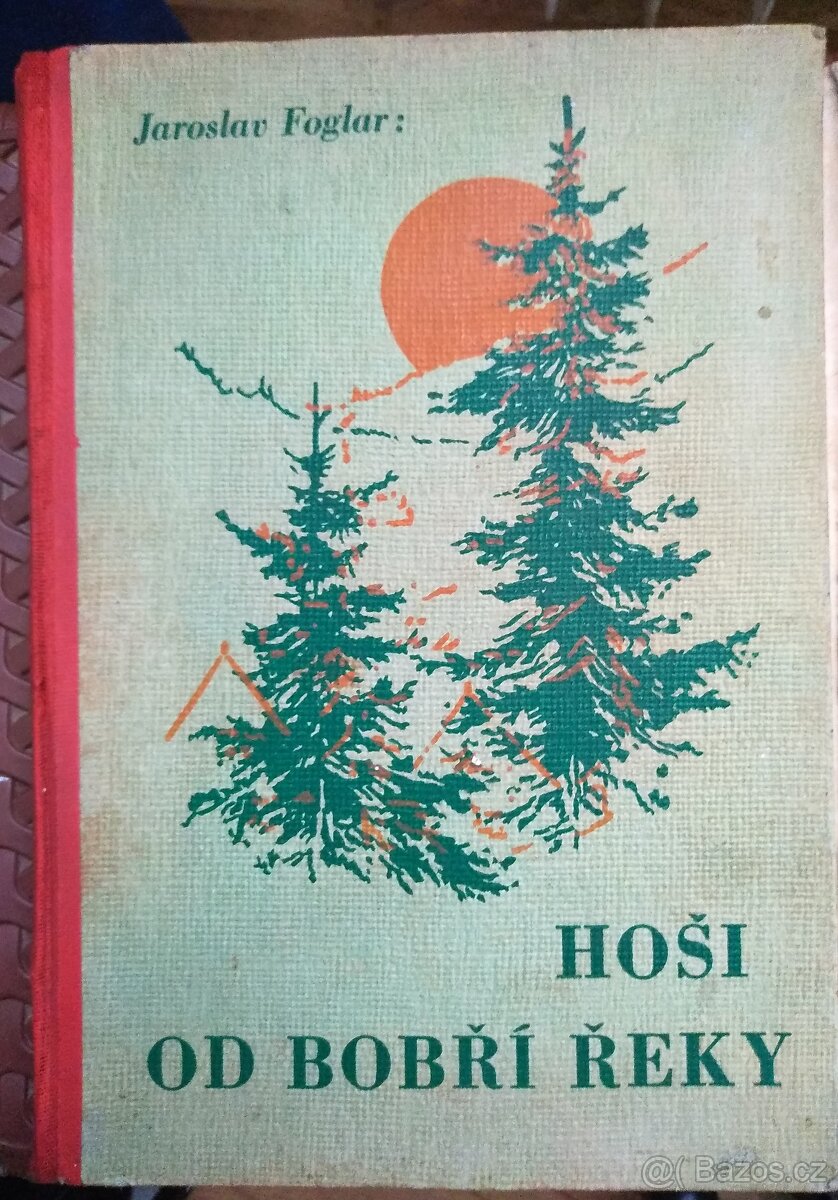 Jaroslav Foglar:
HOŠI
OD BOBŘÍ ŘEKY
@( Bazos.cz